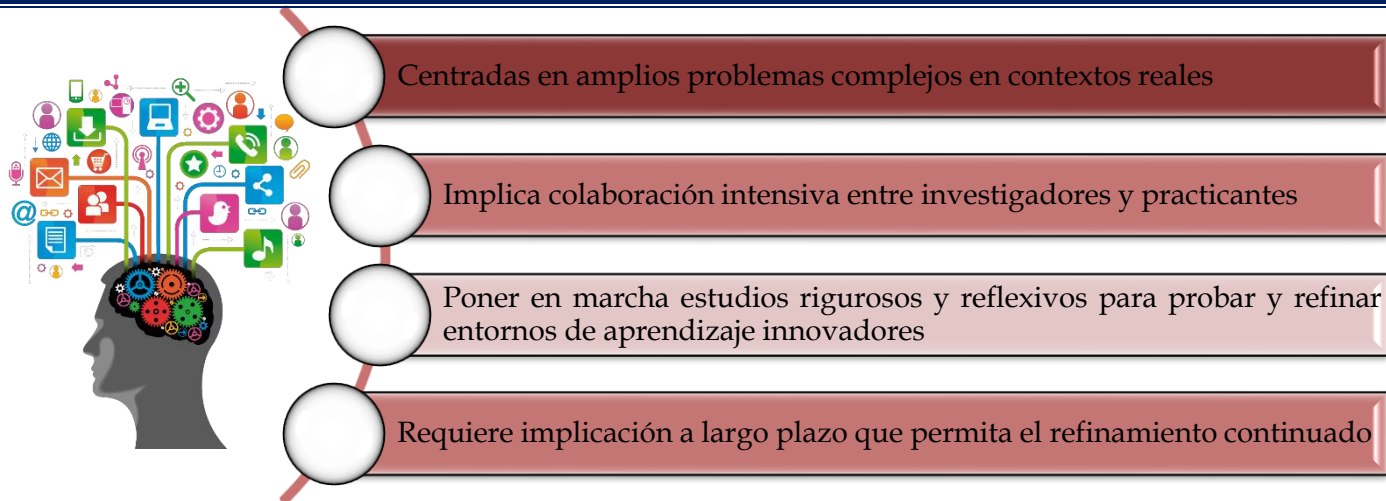 Centradas en amplios problemas complejos en contextos reales
Implica colaboración intensiva entre investigadores y practicantes
Poner en marcha estudios rigurosos y reflexivos para probar y refinar
entornos de aprendizaje innovadores
Requiere implicación a largo plazo que permita el refinamiento continuado
@